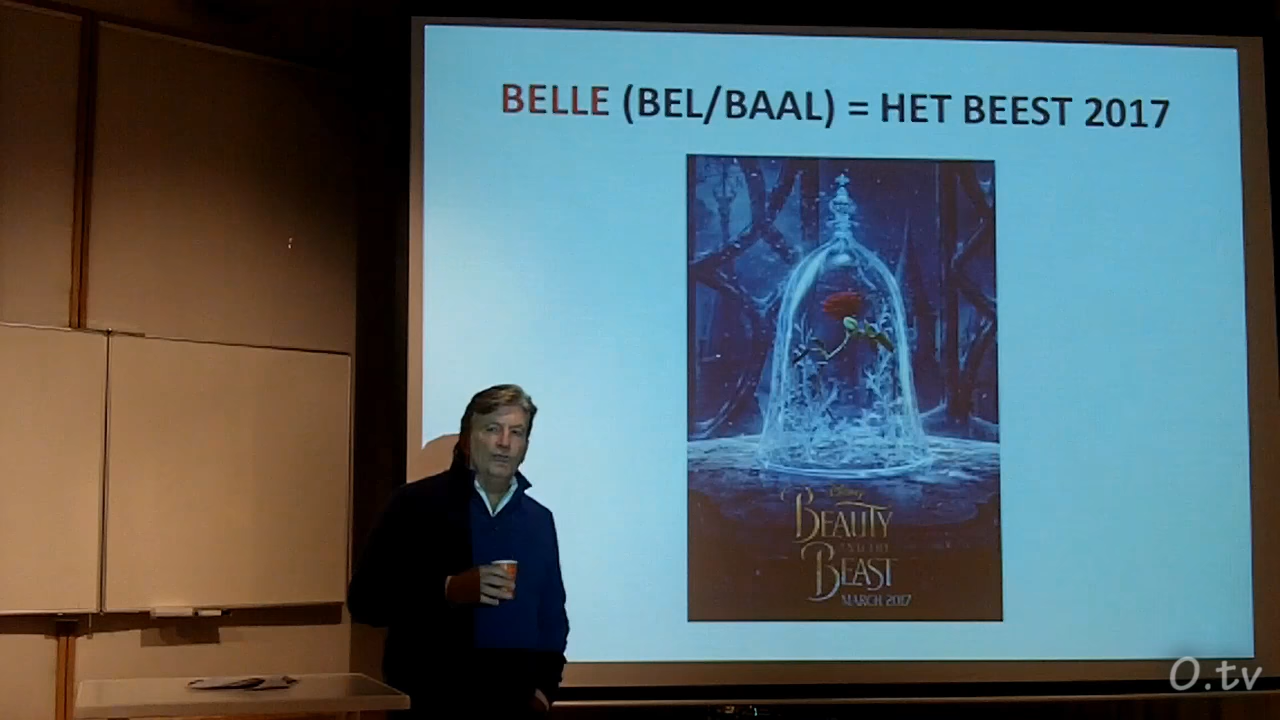 BELLE (BEL/BAAL) = HET BEEST 2017
Disney
BEAUTY
AND THE
BEAST
MARCH 2017
O.tv